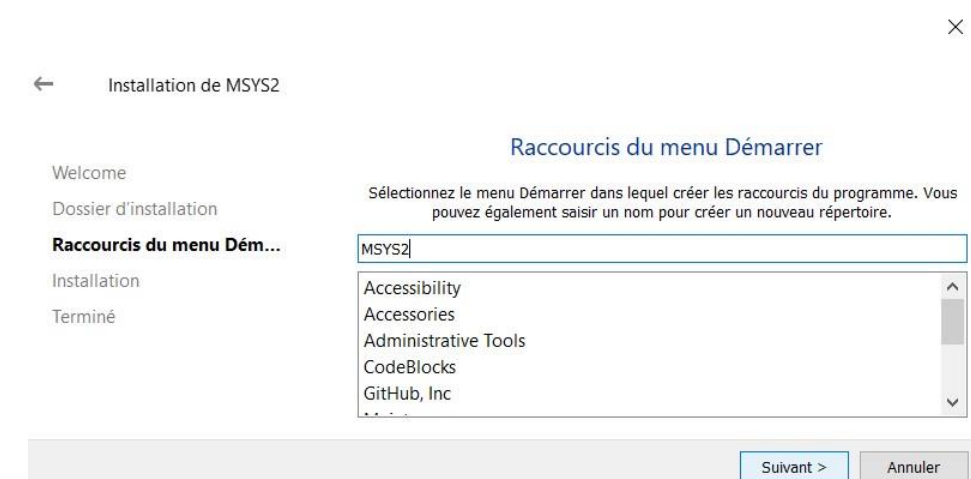 Installation de MSYS2
Welcome
Dossier d'installation
Raccourcis du menu Dém...
Installation
Terminé
Raccourcis du menu Démarrer
Sélectionnez le menu Démarrer dans lequel créer les raccourcis du programme. Vous
pouvez également saisir un nom pour créer un nouveau répertoire.
MSYS2
Accessibility
Accessories
Administrative Tools
CodeBlocks
GitHub, Inc
Suivant >
Annuler